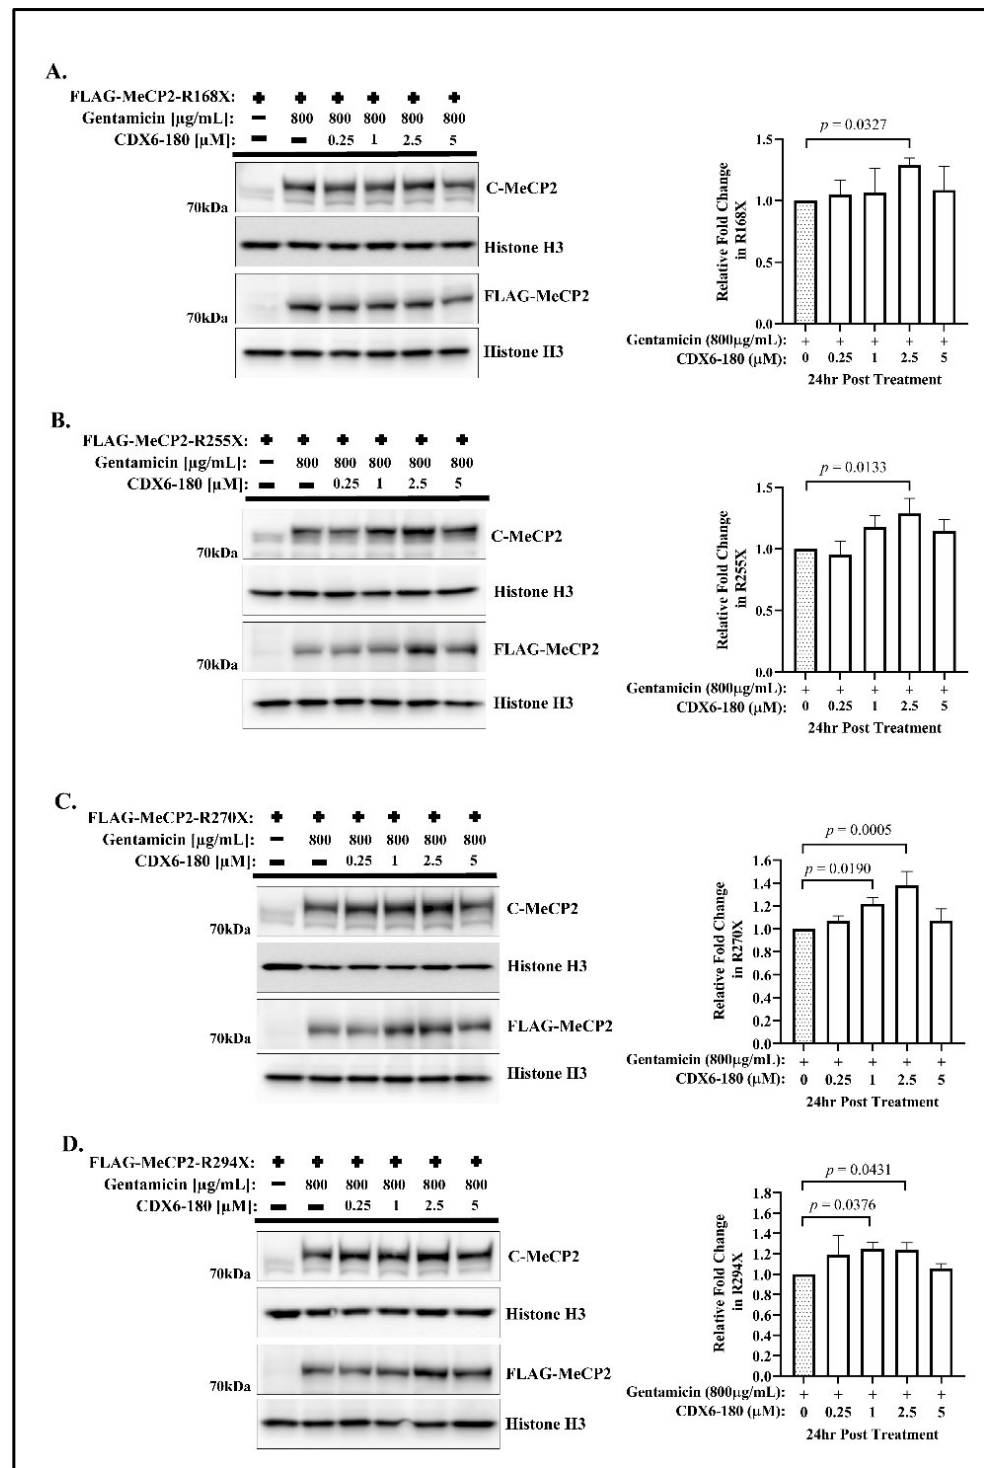 A.
FLAG-MeCP2-R168X: + + + + + +
Gentamicin [µg/mL]: − 800 800 800 800 800
CDX6-180 [µM]: − − 0.25 1 2.5 5
C-MeCP2
70kDa
Histone H3
FLAG-MeCP2
70kDa
Histone H3
p = 0.0327
Relative Fold Change
in R168X
1.5
1.0
0.5
0.0
Gentamicin (800µg/mL): + + + + +
CDX6-180 (µM): 0 0.25 1 2.5 5
24hr Post Treatment
B.
FLAG-MeCP2-R255X: + + + + + +
Gentamicin [µg/mL]: − 800 800 800 800 800
CDX6-180 [µM]: − − 0.25 1 2.5 5
C-MeCP2
70kDa
Histone H3
FLAG-MeCP2
70kDa
Histone H3
p = 0.0133
Relative Fold Change
in R255X
1.5
1.0
0.5
0.0
Gentamicin (800µg/mL): + + + + +
CDX6-180 (µM): 0 0.25 1 2.5 5
24hr Post Treatment
C.
FLAG-MeCP2-R270X: + + + + + +
Gentamicin [µg/mL]: − 800 800 800 800 800
CDX6-180 [µM]: − − 0.25 1 2.5 5
C-MeCP2
70kDa
Histone H3
FLAG-MeCP2
70kDa
Histone H3
p = 0.0005
p = 0.0190
Relative Fold Change
in R270X
1.6
1.4
1.2
1.0
0.8
0.6
0.4
0.2
0.0
Gentamicin (800µg/mL): + + + + +
CDX6-180 (µM): 0 0.25 1 2.5 5
24hr Post Treatment
D.
FLAG-MeCP2-R294X: + + + + + +
Gentamicin [µg/mL]: − 800 800 800 800 800
CDX6-180 [µM]: − − 0.25 1 2.5 5
C-MeCP2
70kDa
Histone H3
FLAG-MeCP2
70kDa
Histone H3
p = 0.0431
p = 0.0376
Relative Fold Change
in R294X
1.8
1.6
1.4
1.2
1.0
0.8
0.6
0.4
0.2
0.0
Gentamicin (800µg/mL): + + + + +
CDX6-180 (µM): 0 0.25 1 2.5 5
24hr Post Treatment